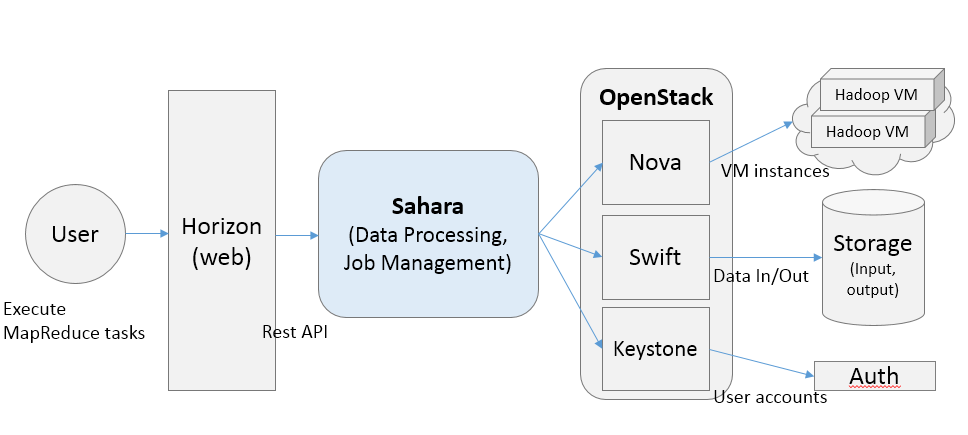 User
Execute
MapReduce tasks
Horizon
(web)
Rest API
Sahara
(Data Processing,
Job Management)
OpenStack
Nova
Swift
Keystone
VM instances
Data In/Out
User accounts
Hadoop VM
Hadoop VM
Storage
(Input,
output)
Auth